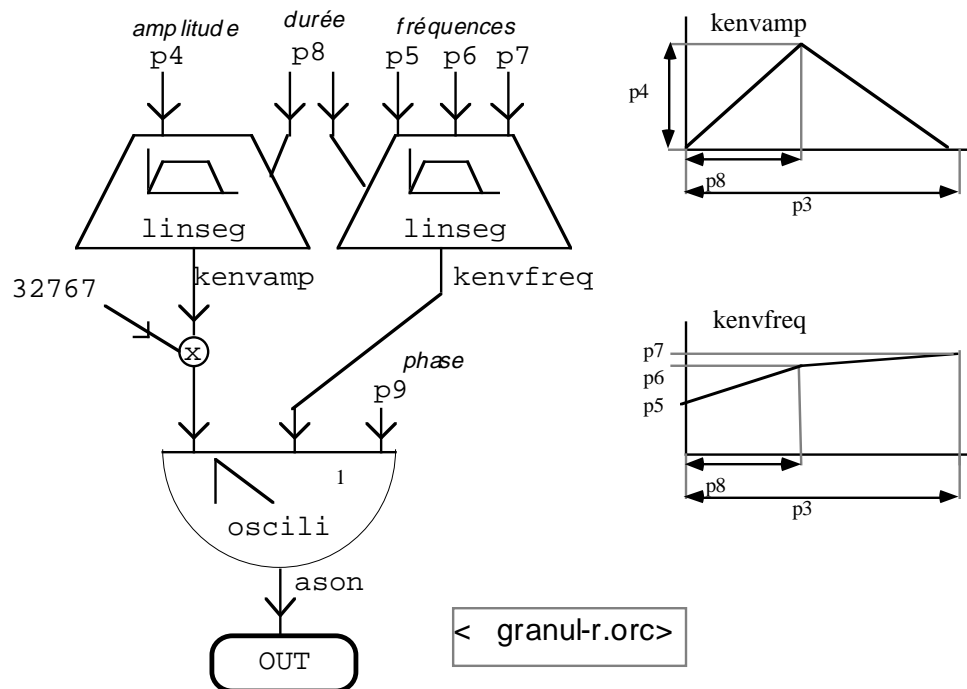 amplitude durée fréquences
p4 p8 p5 p6 p7
linseg linseg
kenvamp kenvfreq
32767
x
phase
p9
1
oscili
ason
OUT
< granul-r.orc>
kenvamp
p4
p8
p3
kenvfreq
p7
p6
p5
p8
p3